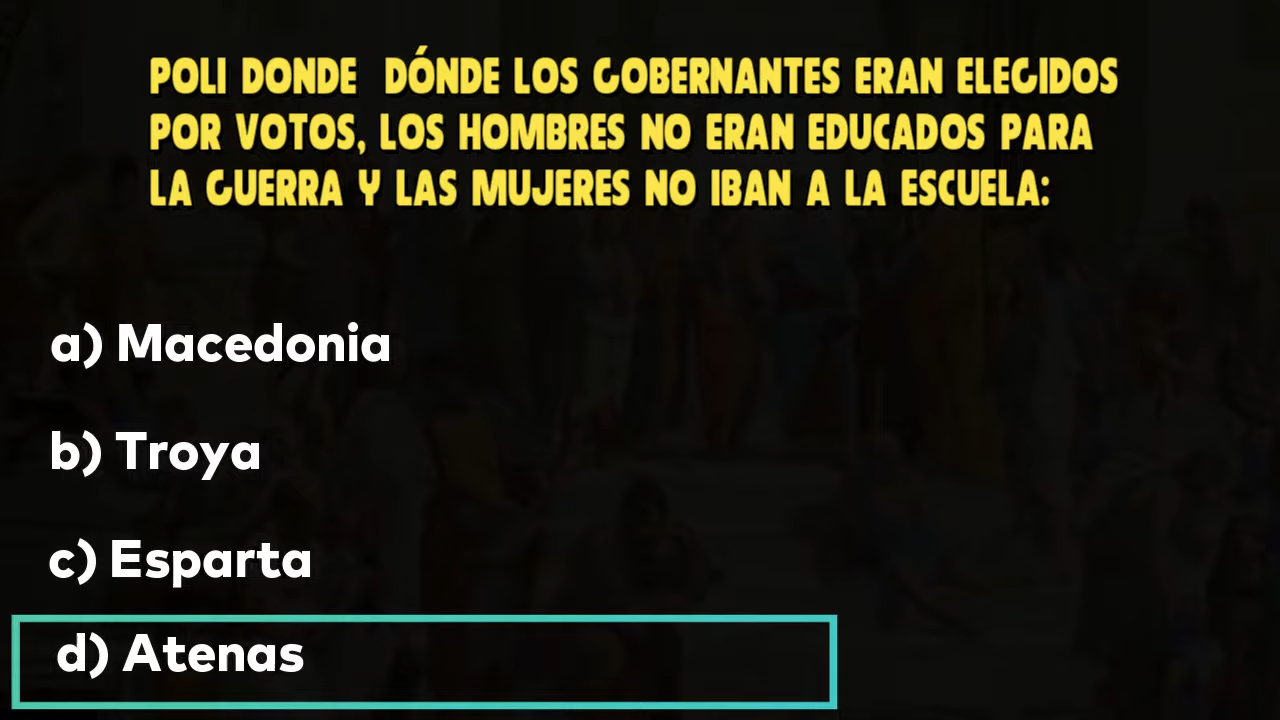 POLI DONDE DÓNDE LOS GOBERNANTES ERAN ELEGIDOS
POR VOTOS, LOS HOMBRES NO ERAN EDUCADOS PARA
LA GUERRA Y LAS MUJERES NO IBAN A LA ESCUELA:
a) Macedonia
b) Troya
c) Esparta
d) Atenas